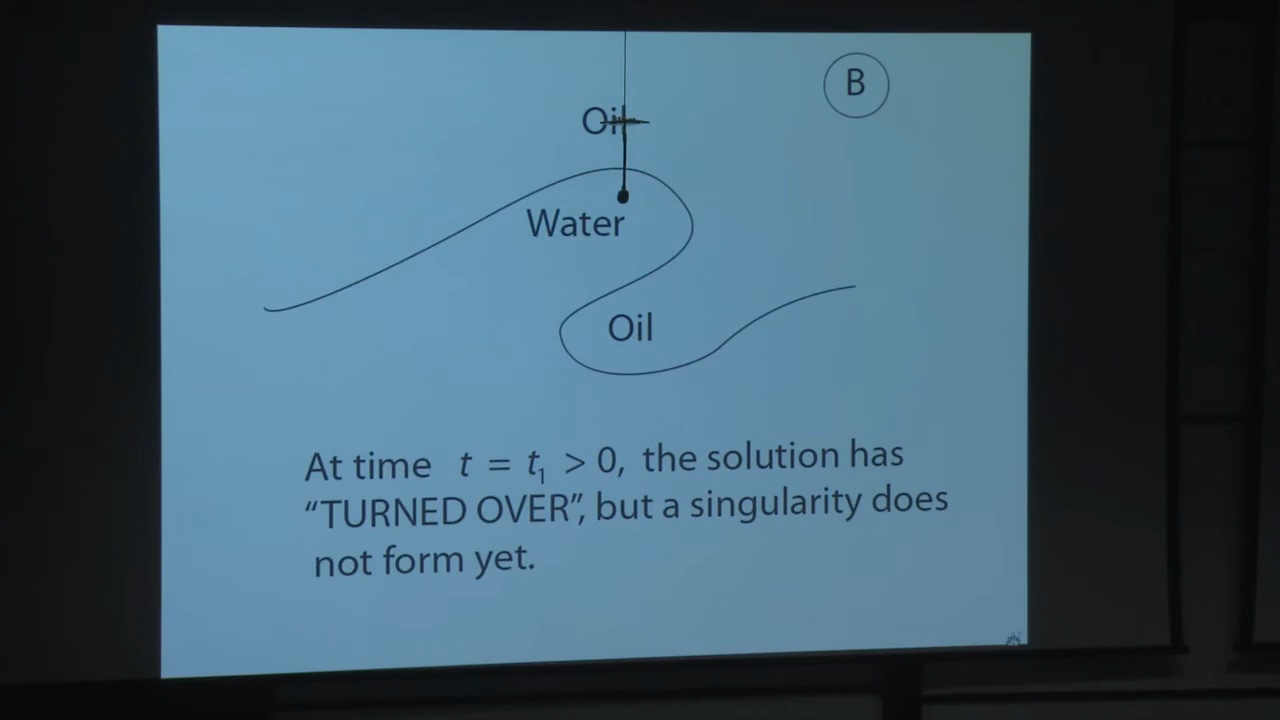 B
Oil
Water
Oil
At time t = t₁ > 0, the solution has
“TURNED OVER”, but a singularity does
not form yet.